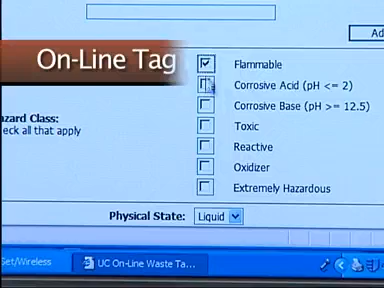 Ad
On-Line Tag
Flammable
Corrosive Acid (pH <= 2)
Corrosive Base (pH >= 12.5)
azard Class:
eck all that apply
Toxic
Reactive
Oxidizer
Extremely Hazardous
Physical State: Liquid
Get/Wireless
UC On-Line Waste Ta...